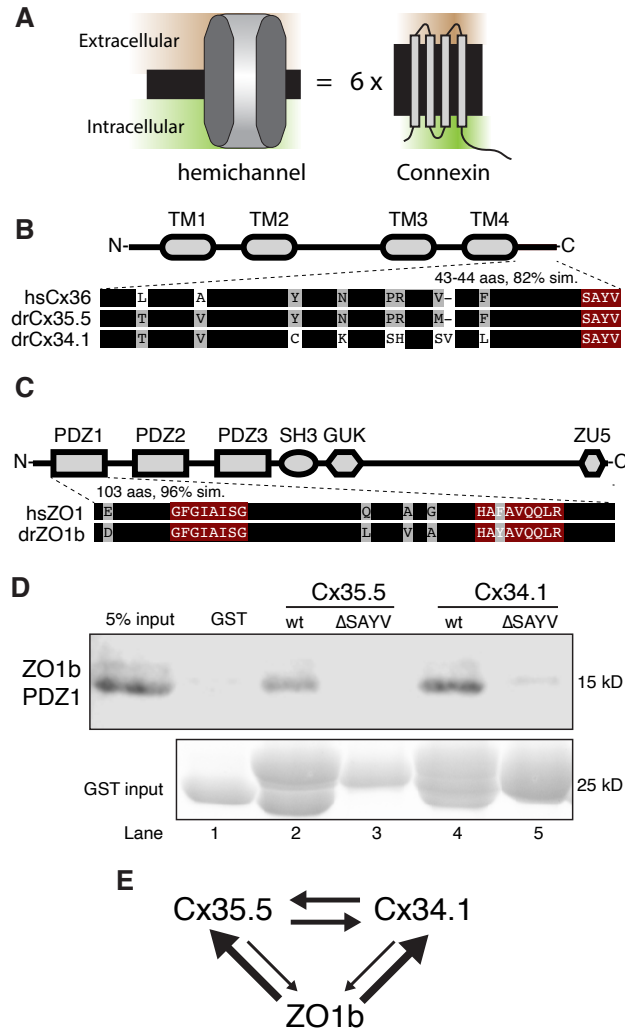 A
Extracellular
Intracellular
= 6 x
hemichannel
Connexin
B
TM1 TM2 TM3 TM4
N- -C
43-44 aas, 82% sim.
hsCx36 L A Y N PR V- F SAYV
drCx35.5 T V Y N PR M- F SAYV
drCx34.1 T V C K SH SV L SAYV
C
PDZ1 PDZ2 PDZ3 SH3 GUK ZU5
N- -C
103 aas, 96% sim.
hsZO1 E GFGIAISG Q A G HAFAVQQLR
drZO1b D GFGIAISG L V A HAYAVQQLR
D
Cx35.5 Cx34.1
5% input GST wt ΔSAYV wt ΔSAYV
ZO1b
PDZ1
15 kD
GST input
25 kD
Lane 1 2 3 4 5
E
Cx35.5 Cx34.1
ZO1b